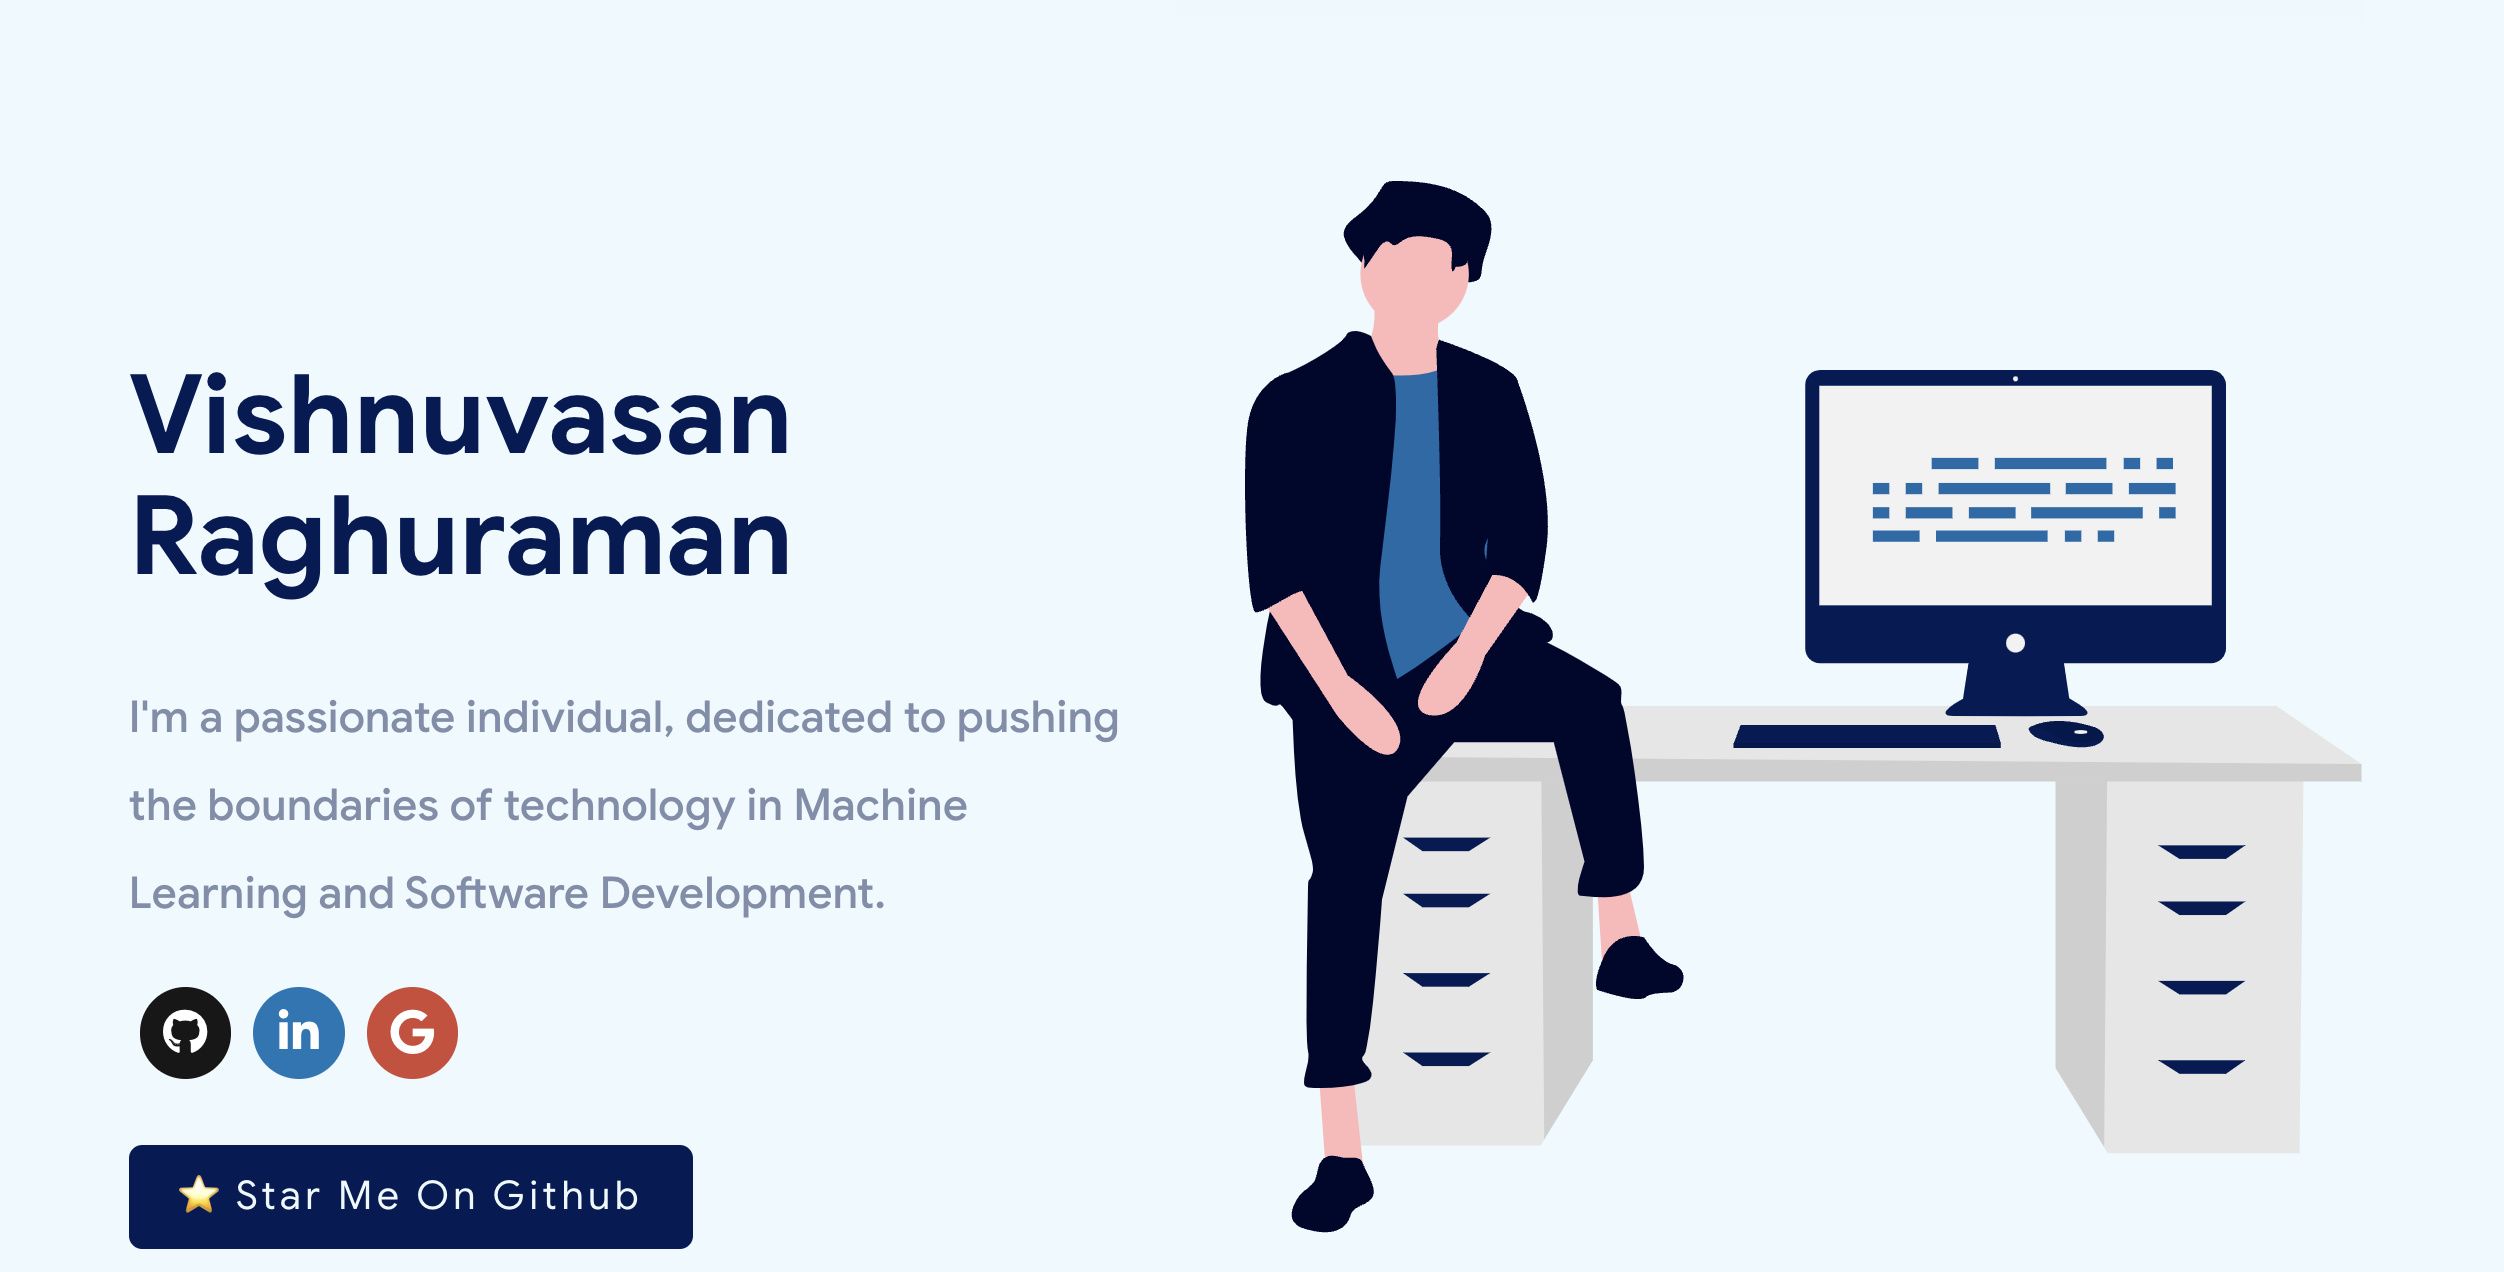 Vishnuvasan
Raghuraman
I'm a passionate individual, dedicated to pushing
the boundaries of technology in Machine
Learning and Software Development.
in G
⭐ Star Me On Github